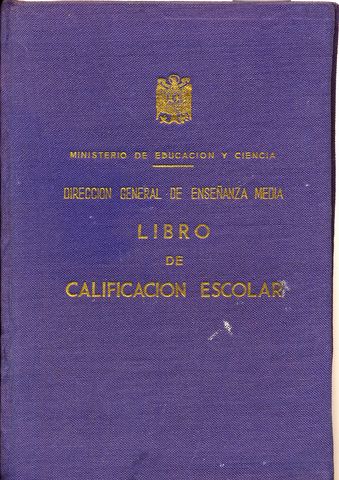 MINISTERIO DE EDUCACION Y CIENCIA
DIRECCION GENERAL DE ENSEÑANZA MEDIA
LIBRO
DE
CALIFICACION ESCOLAR